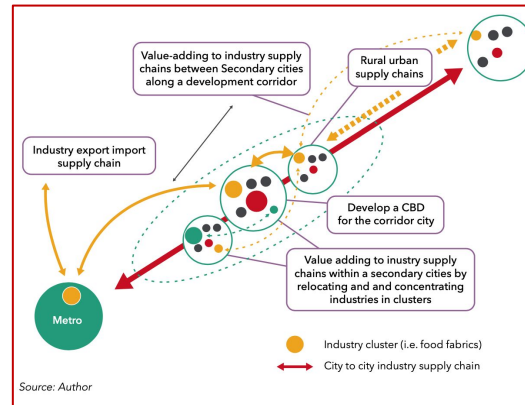 Value-adding to industry supply
chains between Secondary cities
along a development corridor
Rural urban
supply chains
Industry export import
supply chain
Develop a CBD
for the corridor city
Value adding to inustry supply
chains within a secondary cities by
relocating and and concentrating
industries in clusters
Metro
Industry cluster (i.e. food fabrics)
City to city industry supply chain
Source: Author